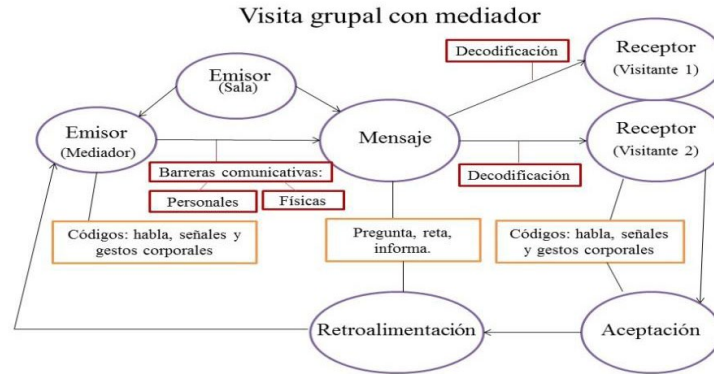 Visita grupal con mediador
Decodificación
Receptor
(Visitante 1)
Emisor
(Sala)
Emisor
(Mediador)
Mensaje
Receptor
(Visitante 2)
Barreras comunicativas:
Decodificación
Personales
Físicas
Códigos: habla, señales y
gestos corporales
Pregunta, reta,
informa.
Códigos: habla, señales
y gestos corporales
Retroalimentación
Aceptación